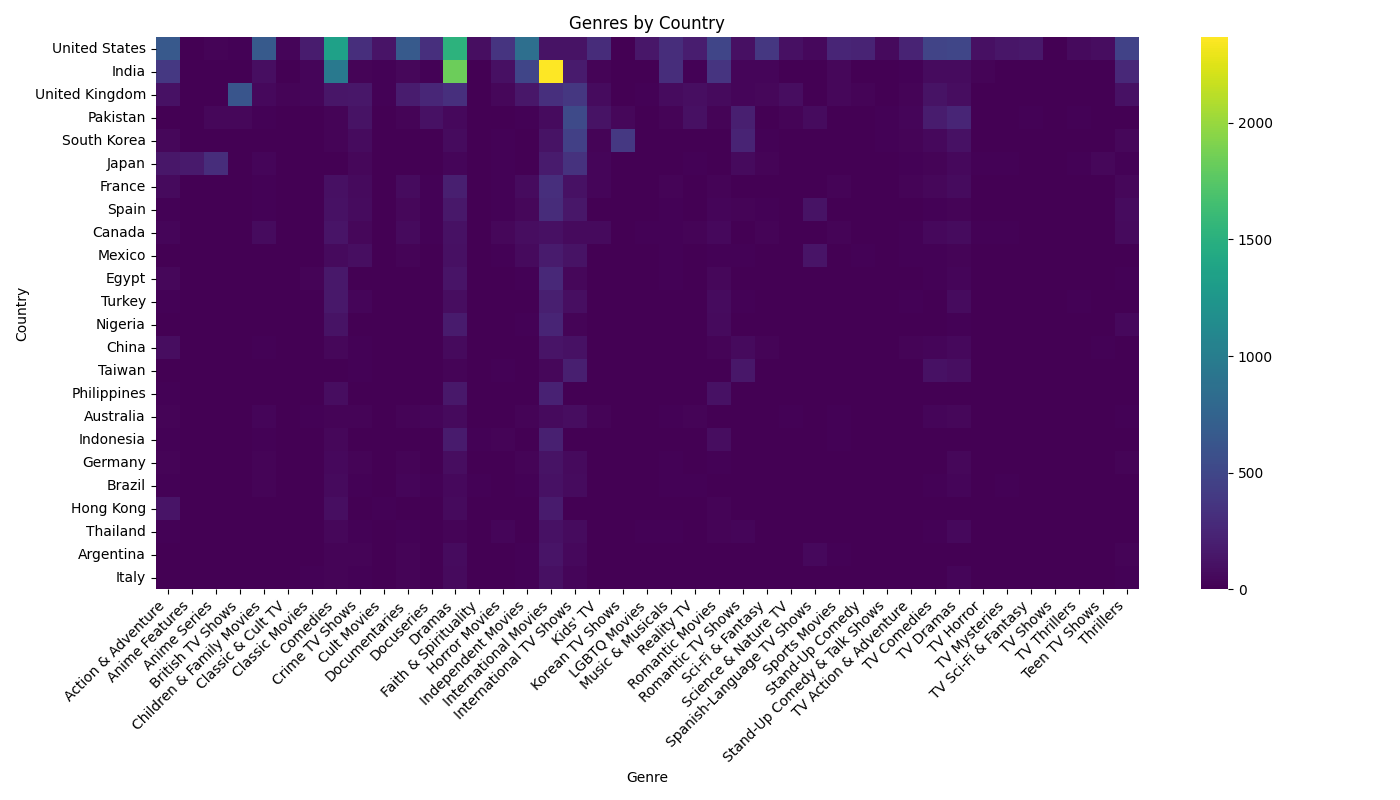 Genres by Country
Country
United States
India
United Kingdom
Pakistan
South Korea
Japan
France
Spain
Canada
Mexico
Egypt
Turkey
Nigeria
China
Taiwan
Philippines
Australia
Indonesia
Germany
Brazil
Hong Kong
Thailand
Argentina
Italy
Action & Adventure
Anime Features
Anime Series
British TV Shows
Children & Family Movies
Classic & Cult TV
Classic Movies
Comedies
Crime TV Shows
Cult Movies
Documentaries
Docuseries
Dramas
Faith & Spirituality
Horror Movies
Independent Movies
International Movies
International TV Shows
Kids' TV
Korean TV Shows
LGBTQ Movies
Music & Musicals
Reality TV
Romantic Movies
Romantic TV Shows
Sci-Fi & Fantasy
Science & Nature TV
Spanish-Language TV Shows
Sports Movies
Stand-Up Comedy
Stand-Up Comedy & Talk Shows
TV Action & Adventure
TV Comedies
TV Dramas
TV Horror
TV Mysteries
TV Sci-Fi & Fantasy
TV Shows
TV Thrillers
Teen TV Shows
Thrillers
Genre
2000
1500
1000
500
0